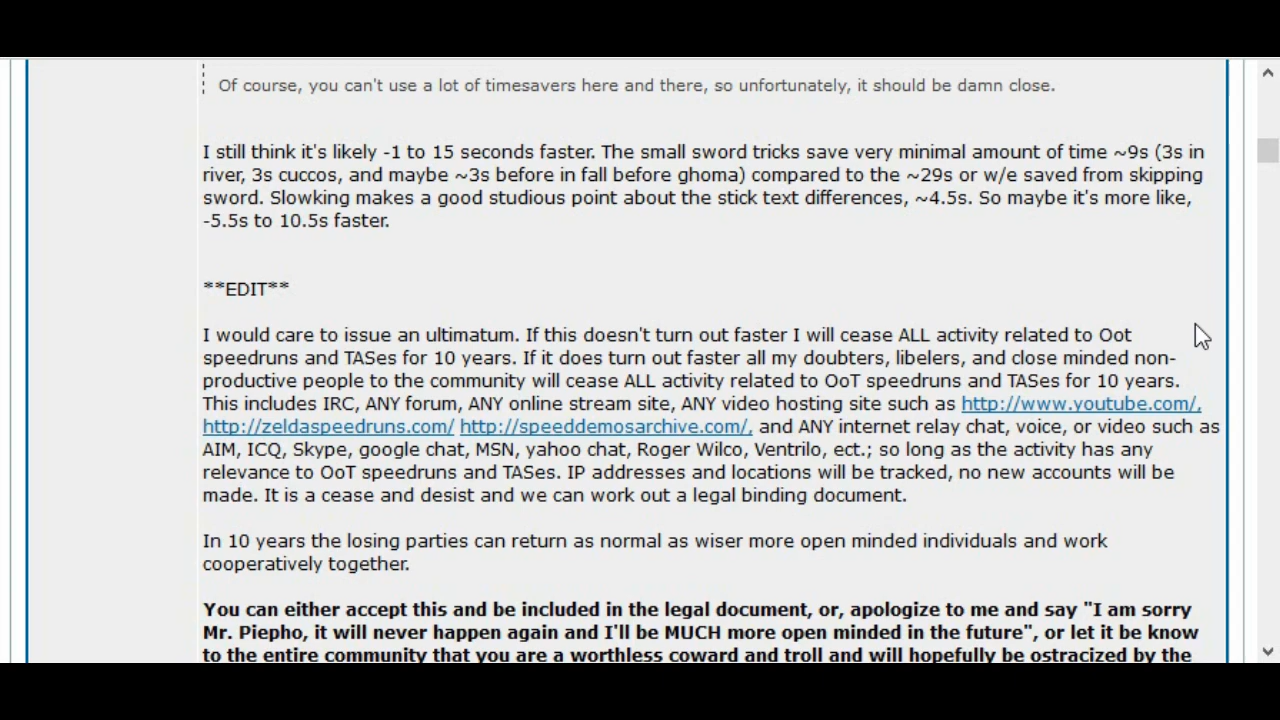 Of course, you can't use a lot of timesavers here and there, so unfortunately, it should be damn close.
I still think it's likely -1 to 15 seconds faster. The small sword tricks save very minimal amount of time ~9s (3s in
river, 3s cuccos, and maybe ~3s before in fall before ghoma) compared to the ~29s or w/e saved from skipping
sword. Slowking makes a good studious point about the stick text differences, ~4.5s. So maybe it's more like,
-5.5s to 10.5s faster.
**EDIT**
I would care to issue an ultimatum. If this doesn't turn out faster I will cease ALL activity related to Oot
speedruns and TASes for 10 years. If it does turn out faster all my doubters, libelers, and close minded non-
productive people to the community will cease ALL activity related to OoT speedruns and TASes for 10 years.
This includes IRC, ANY forum, ANY online stream site, ANY video hosting site such as http://www.youtube.com/,
http://zeldaspeedruns.com/ http://speeddemosarchive.com/, and ANY internet relay chat, voice, or video such as
AIM, ICQ, Skype, google chat, MSN, yahoo chat, Roger Wilco, Ventrilo, ect.; so long as the activity has any
relevance to OoT speedruns and TASes. IP addresses and locations will be tracked, no new accounts will be
made. It is a cease and desist and we can work out a legal binding document.
In 10 years the losing parties can return as normal as wiser more open minded individuals and work
cooperatively together.
You can either accept this and be included in the legal document, or, apologize to me and say "I am sorry
Mr. Piepho, it will never happen again and I'll be MUCH more open minded in the future", or let it be know
to the entire community that you are a worthless coward and troll and will hopefully be ostracized by the